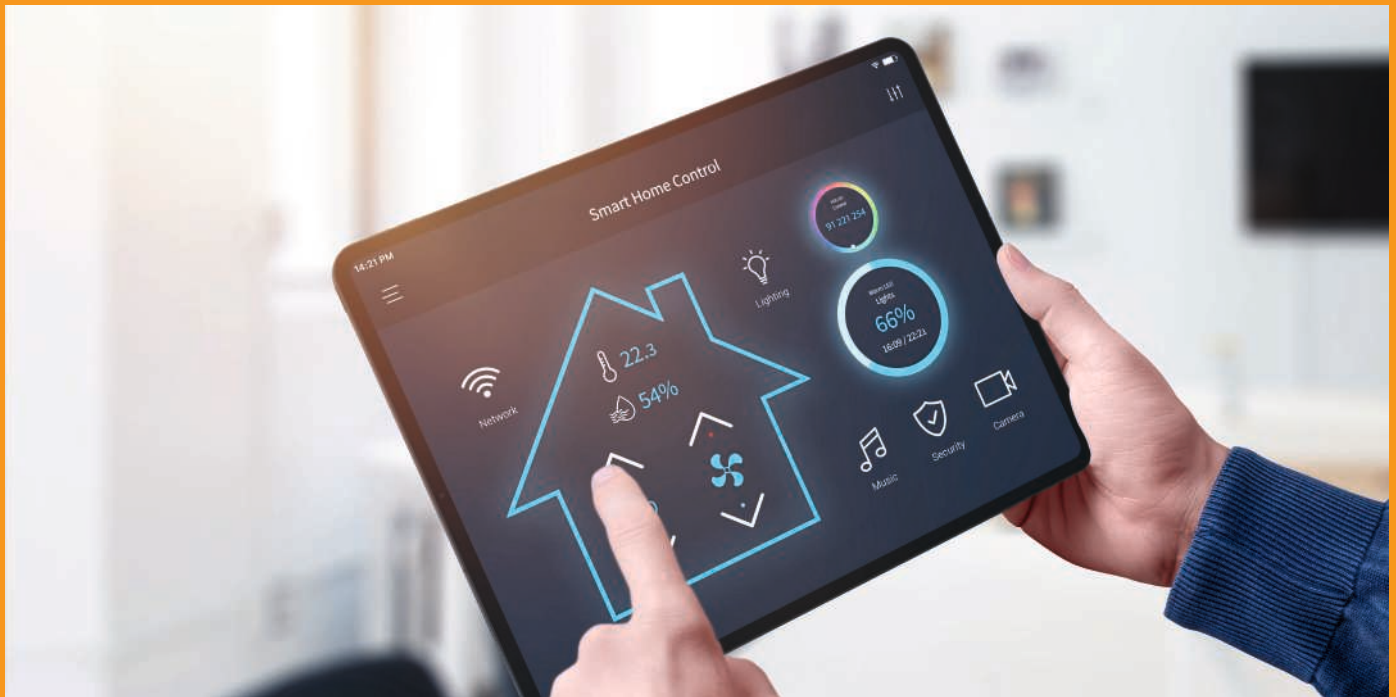 14:21 PM
Smart Home Control
Network
22.3
54%
Lighting
91 221 254
Lights
66%
16:09 / 22:21
Music
Security
Camera